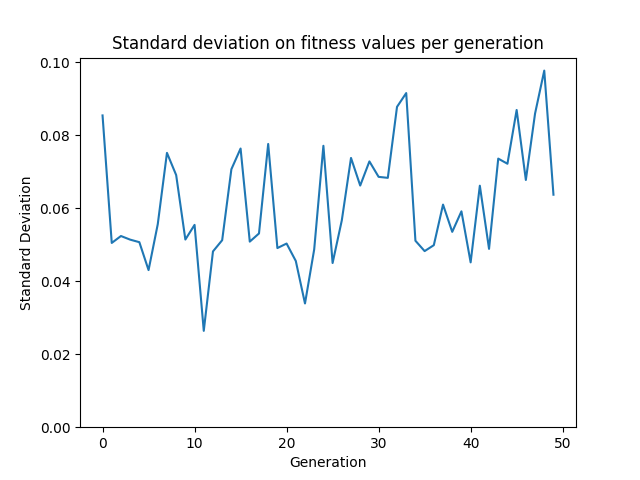 Standard deviation on fitness values per generation
0.10
0.08
0.06
0.04
0.02
0.00
Standard Deviation
0 10 20 30 40 50
Generation